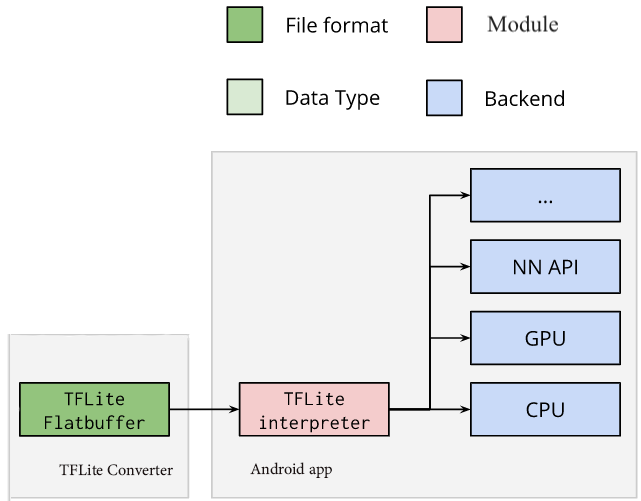 File format
Module
Data Type
Backend
...
NN API
GPU
CPU
TFLite
Flatbuffer
TFLite
interpreter
TFLite Converter
Android app